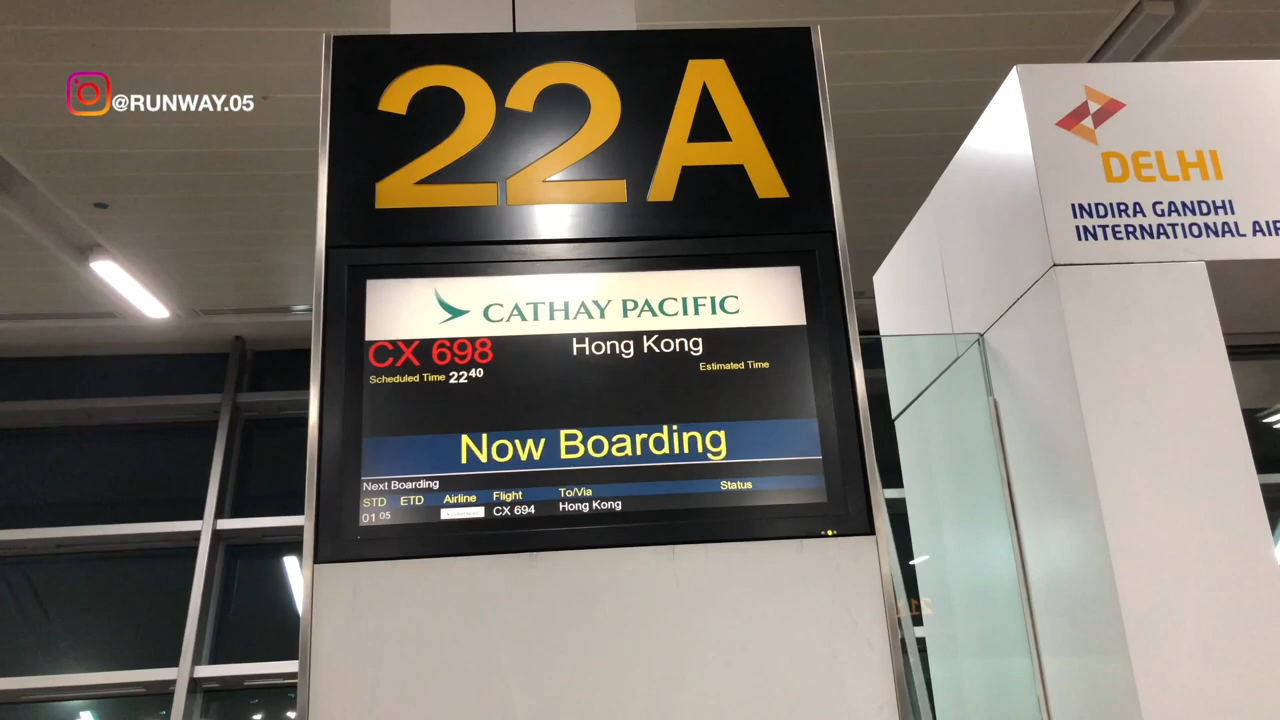 @RUNWAY.05
22A
DELHI
INDIRA GANDHI
INTERNATIONAL
CATHAY PACIFIC
CX 698 Hong Kong
Scheduled Time 22 40 Estimated Time
Now Boarding
Next Boarding
STD ETD Airline Flight To/Via Status
01 05 CX 694 Hong Kong